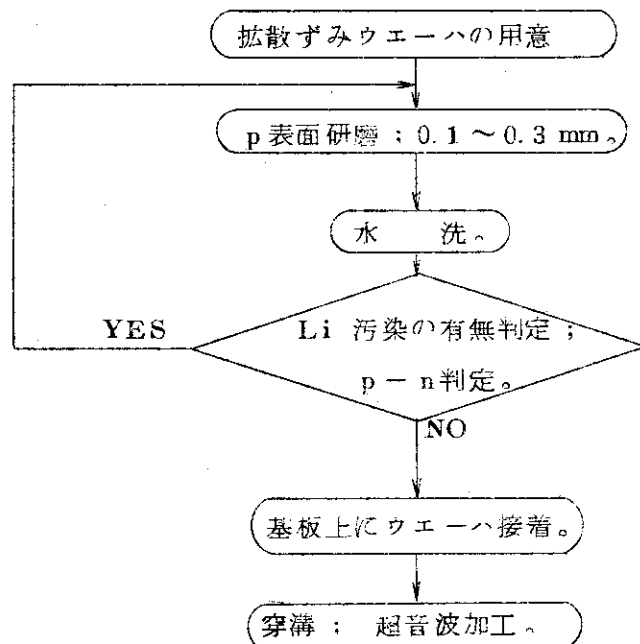 拡散ずみウエーハの用意
p表面研磨；0.1～0.3 mm。
水　洗。
YES
Li 汚染の有無判定；
p－n判定。
NO
基板上にウエーハ接着。
穿溝；　超音波加工。